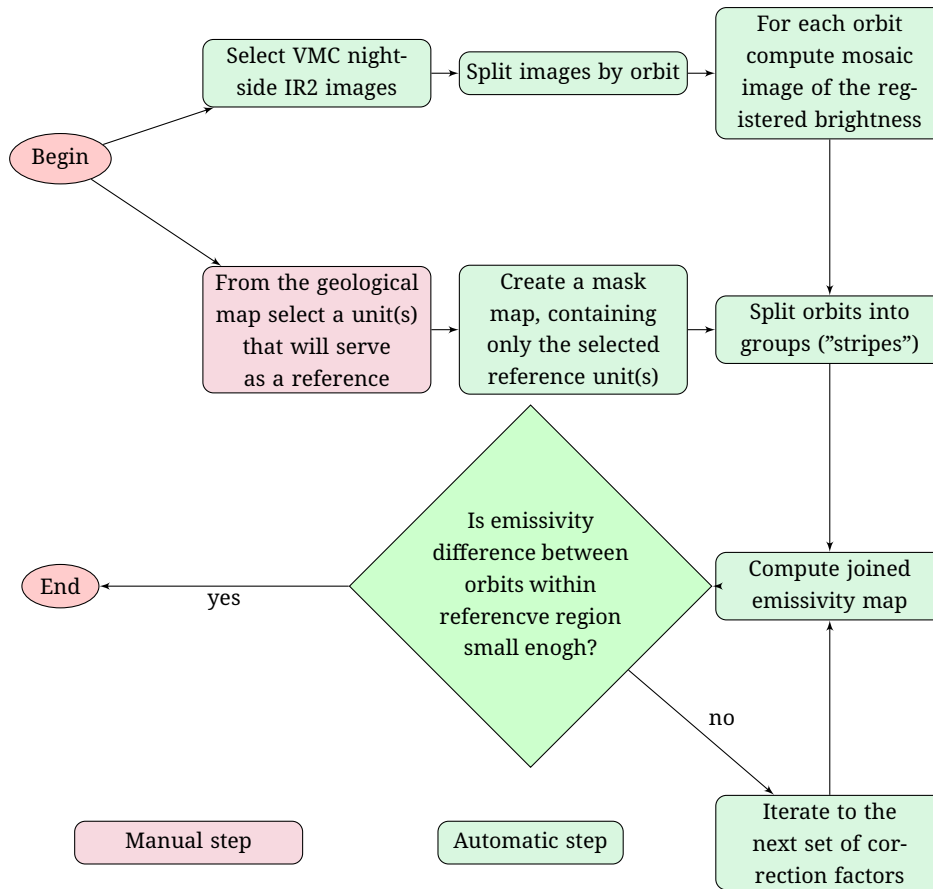 Select VMC night-
side IR2 images
Split images by orbit
For each orbit
compute mosaic
image of the reg-
istered brightness
Begin
From the geological
map select a unit(s)
that will serve
as a reference
Create a mask
map, containing
only the selected
reference unit(s)
Split orbits into
groups (”stripes”)
Is emissivity
difference between
orbits within
referencve region
small enogh?
Compute joined
emissivity map
End
yes
no
Iterate to the
next set of cor-
rection factors
Manual step
Automatic step